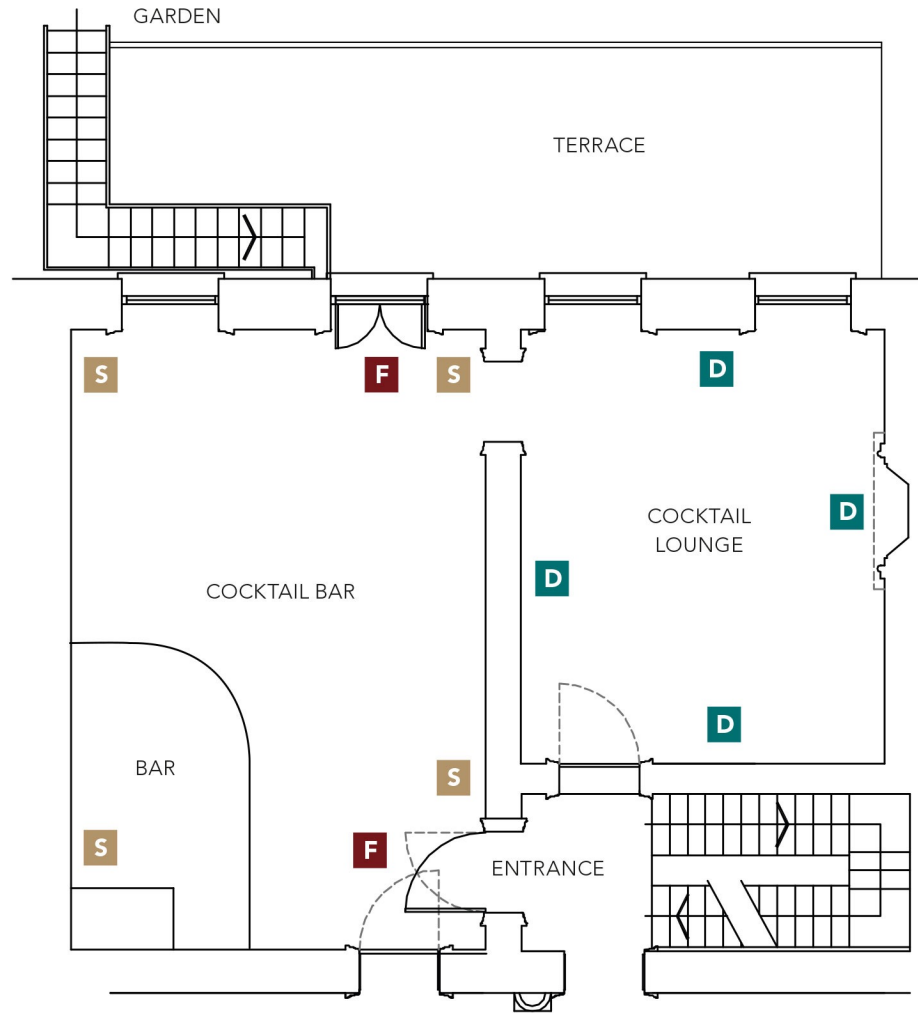 GARDEN
TERRACE
S
F
S
D
D
COCKTAIL
LOUNGE
D
COCKTAIL BAR
D
BAR
S
S
F
ENTRANCE